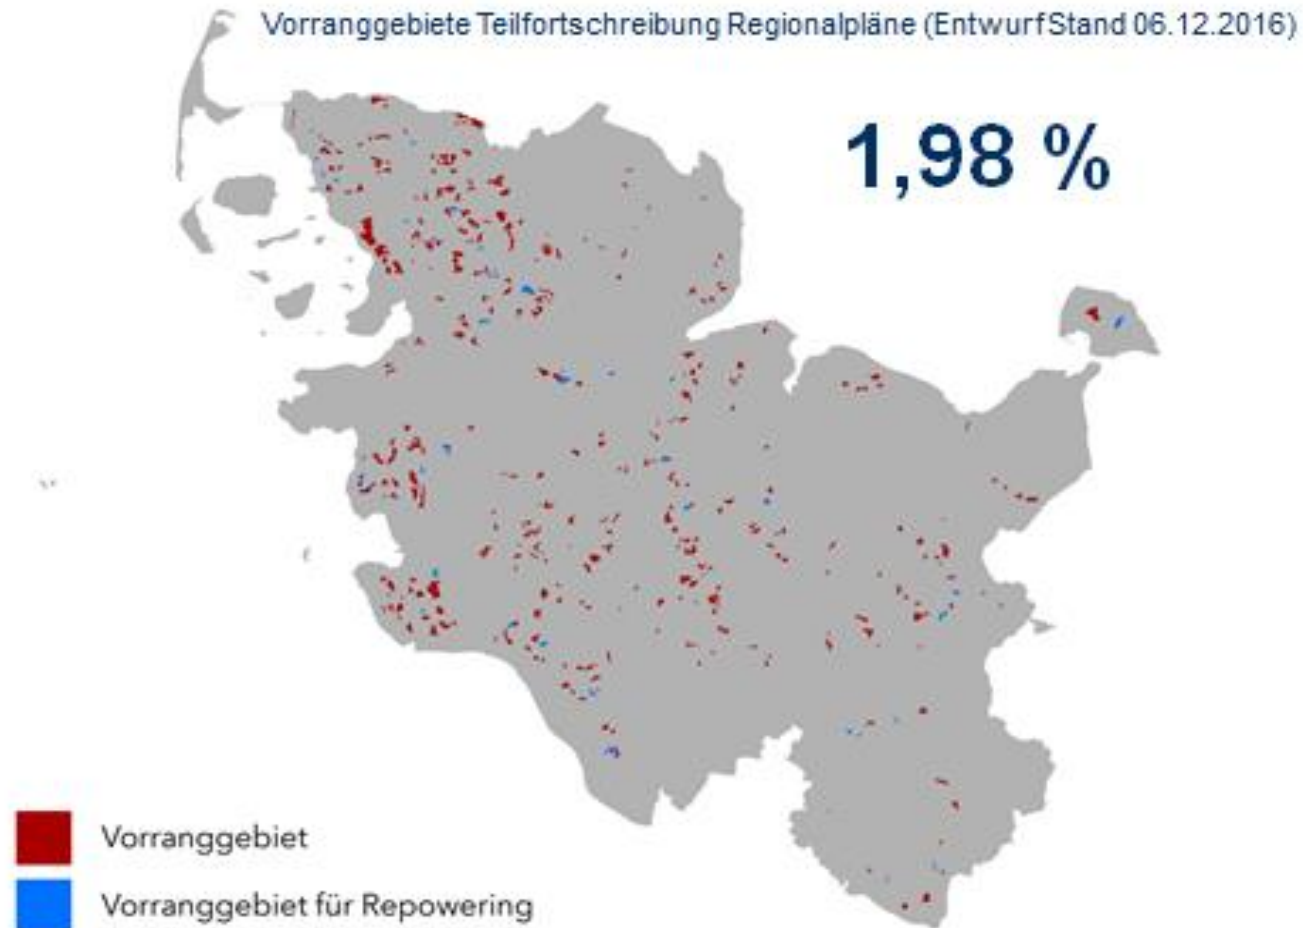 Vorranggebiete Teilfortschreibung Regionalpläne (Entwurf Stand 06.12.2016)
1,98 %
Vorranggebiet
Vorranggebiet für Repowering